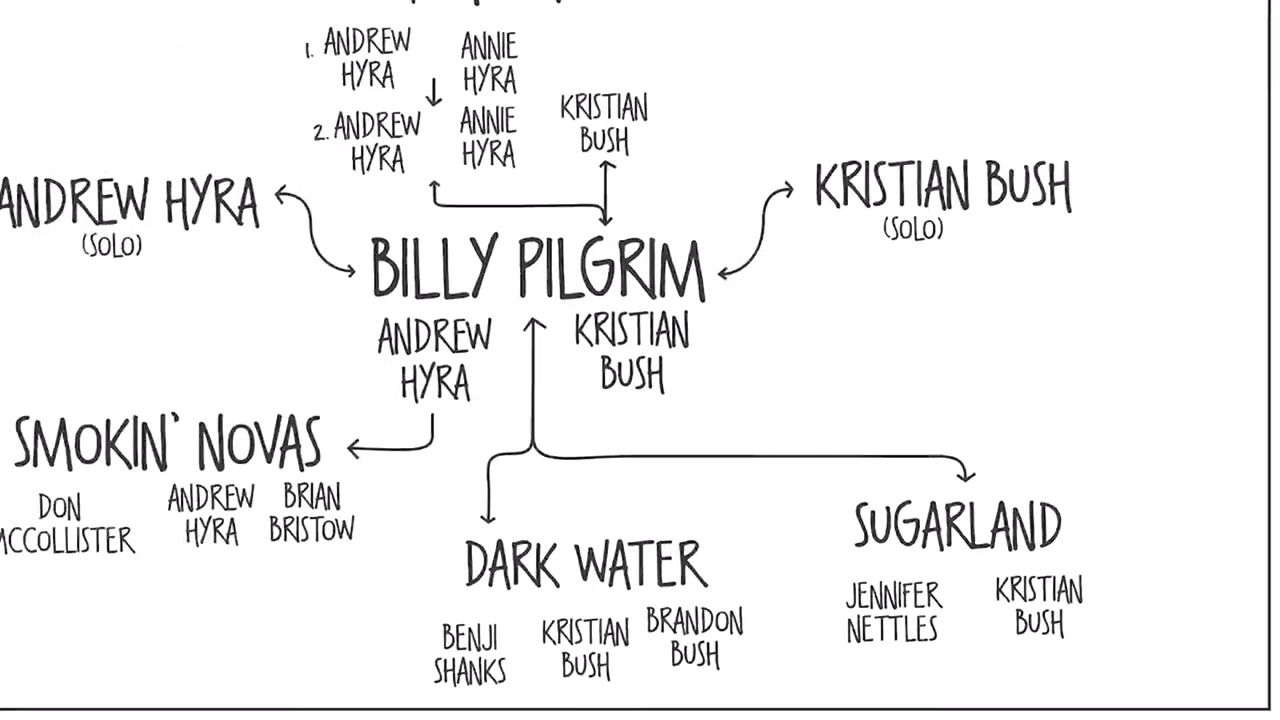 1. ANDREW HYRA
ANNIE HYRA
2. ANDREW HYRA
ANNIE HYRA
KRISTIAN BUSH
ANDREW HYRA
(SOLO)
KRISTIAN BUSH
(SOLO)
BILLY PILGRIM
ANDREW HYRA
KRISTIAN BUSH
SMOKIN' NOVAS
DON MCCOLLISTER
ANDREW HYRA
BRIAN BRISTOW
DARK WATER
BENJI SHANKS
KRISTIAN BUSH
BRANDON BUSH
SUGARLAND
JENNIFER NETTLES
KRISTIAN BUSH